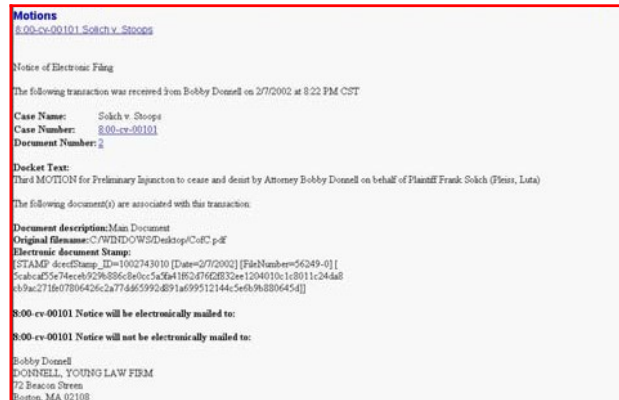 Motions
8:00-cv-00101 Solich v. Stoops
Notice of Electronic Filing
The following transaction was received from Bobby Donnell on 2/7/2002 at 8:22 PM CST
Case Name: Solich v. Stoops
Case Number: 8:00-cv-00101
Document Number: 2
Docket Text:
Third MOTION for Preliminary Injuncton to cease and desist by Attorney Bobby Donnell on behalf of Plaintiff Frank Solich (Pleiss, Luta)
The following document(s) are associated with this transaction:
Document description:Main Document
Original filename:C:/WINDOWS/Desktop/CofC.pdf
Electronic document Stamp:
[STAMP dcecfStamp_ID=1002743010 [Date=2/7/2002] [FileNumber=56249-0] [
5cabcaf55e74eceb929b886c8e0cc5a5fa41f62d76f2f832ee1204010c1c8011c24da8
cb9ac271fe07806426c2a77dd65992d891a699512144c5e6b9b880645d]]
8:00-cv-00101 Notice will be electronically mailed to:
8:00-cv-00101 Notice will not be electronically mailed to:
Bobby Donnell
DONNELL, YOUNG LAW FIRM
72 Beacon Streen
Boston, MA 02108